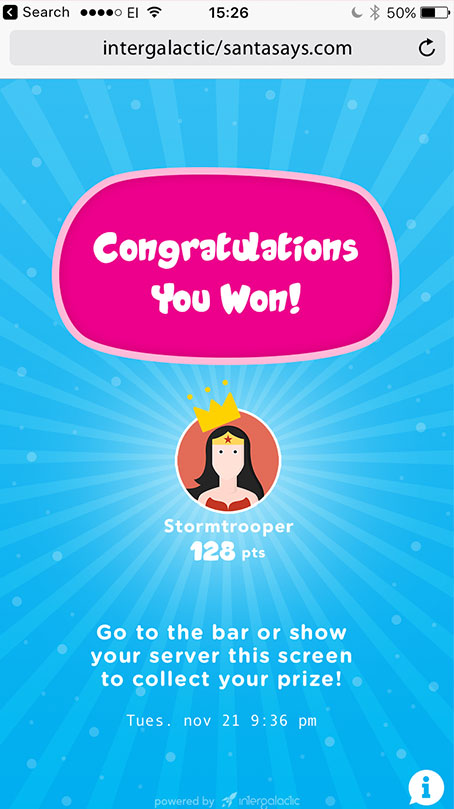 Search EI 15:26 50%
intergalactic/santasays.com
Congratulations
You Won!
Stormtrooper
128 pts
Go to the bar or show
your server this screen
to collect your prize!
Tues. nov 21 9:36 pm
powered by intergalactic
i